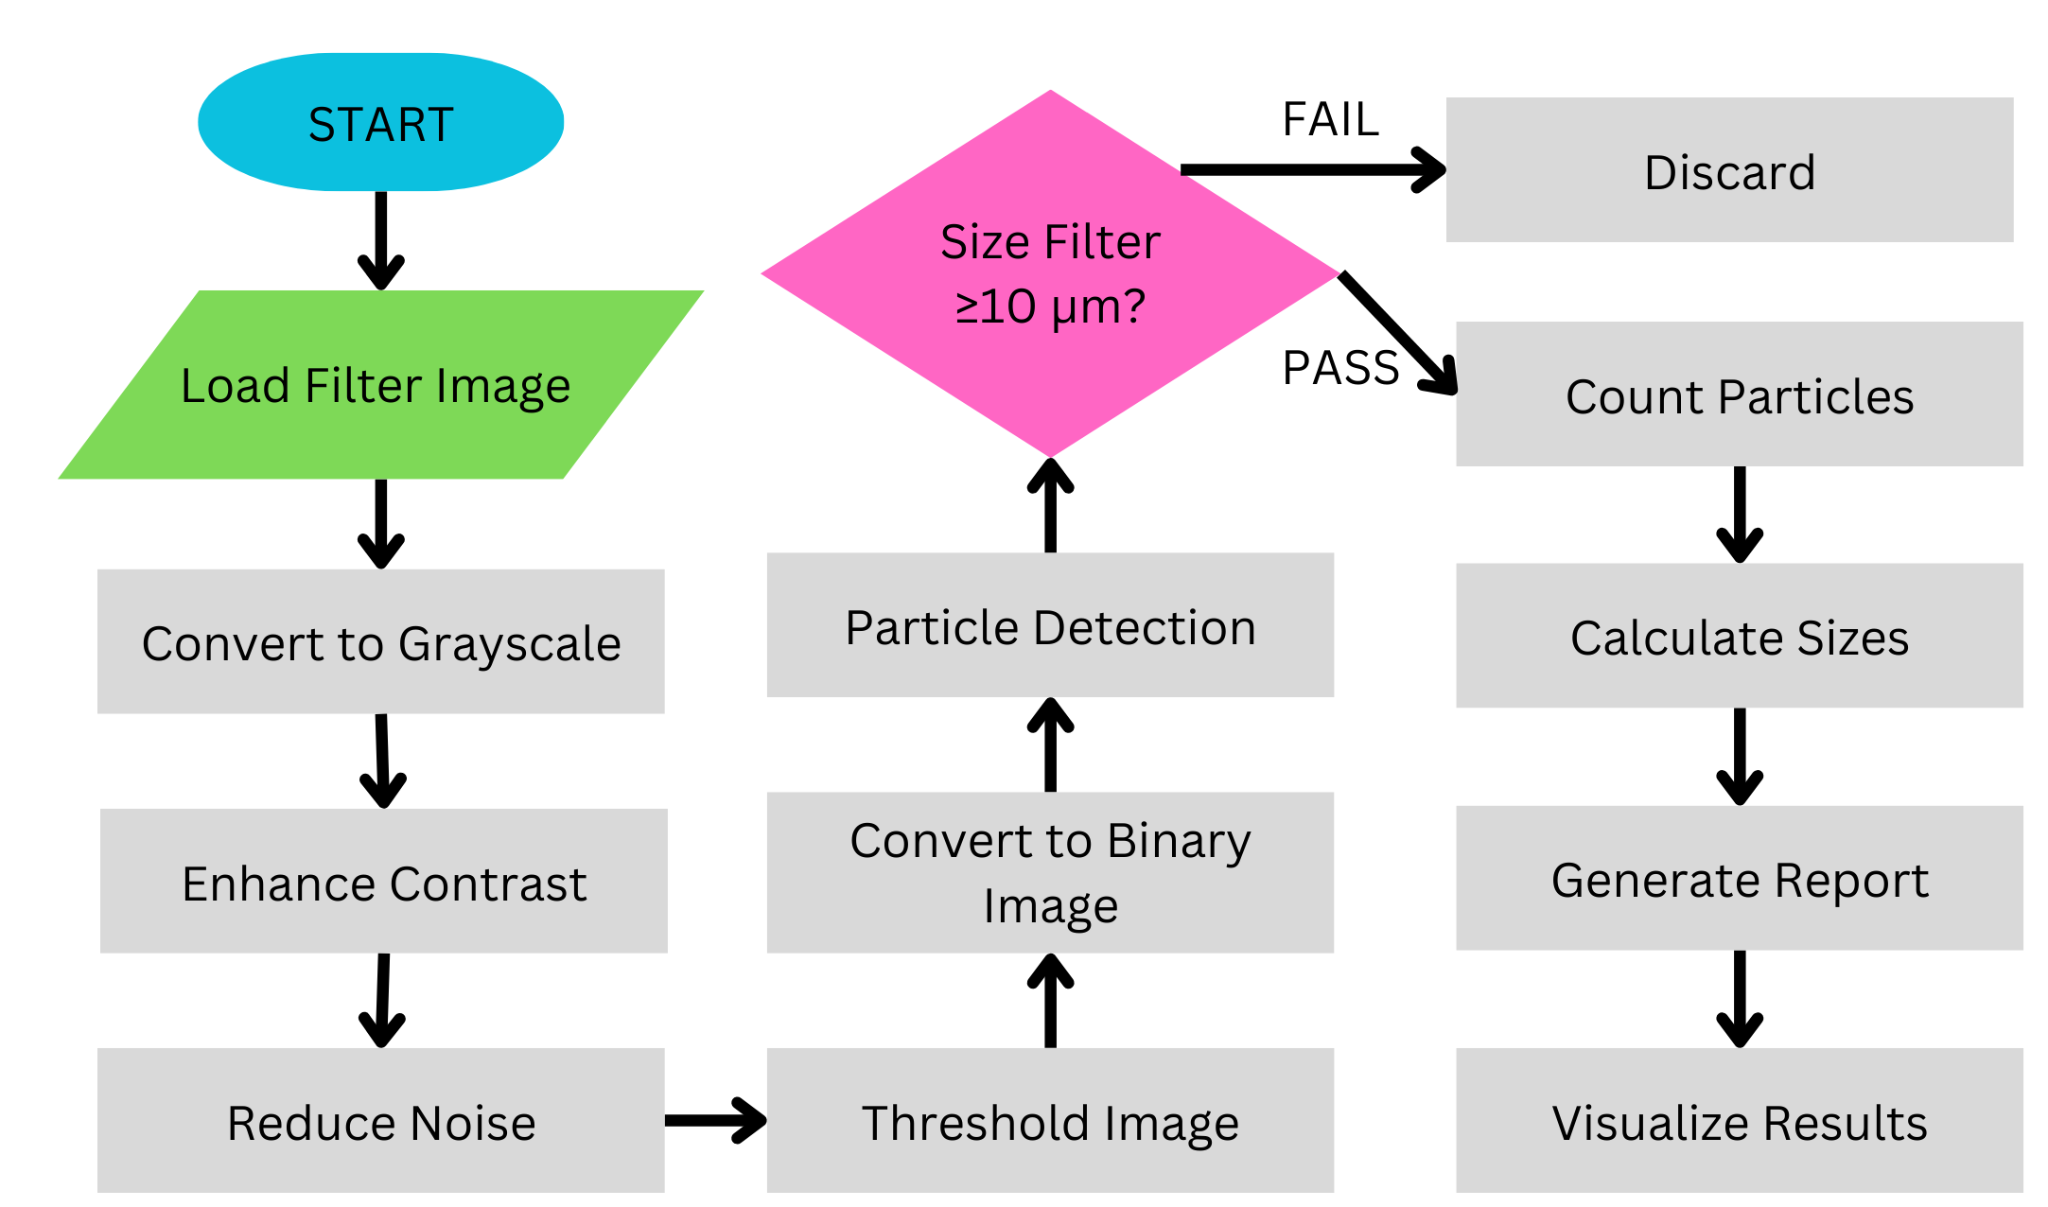 START
Load Filter Image
Convert to Grayscale
Enhance Contrast
Reduce Noise
Threshold Image
Convert to Binary
Image
Particle Detection
Size Filter
≥10 µm?
FAIL
Discard
PASS
Count Particles
Calculate Sizes
Generate Report
Visualize Results